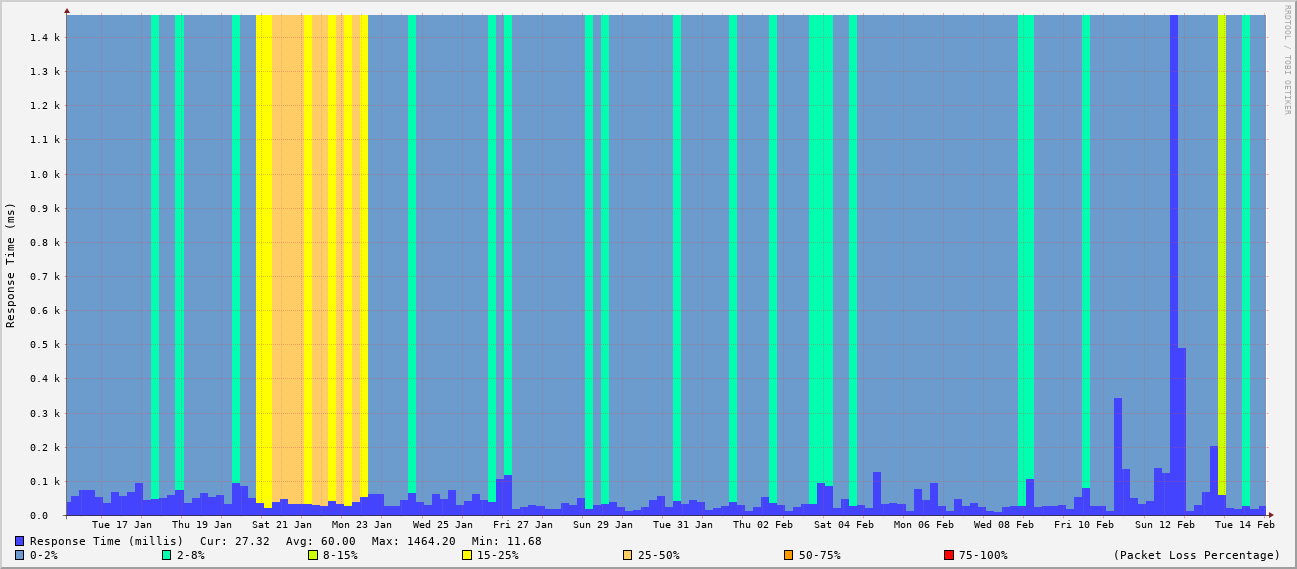 RRDTOOL / TOBI OETIKER
Response Time (ms)
1.4 k
1.3 k
1.2 k
1.1 k
1.0 k
0.9 k
0.8 k
0.7 k
0.6 k
0.5 k
0.4 k
0.3 k
0.2 k
0.1 k
0.0
Tue 17 Jan Thu 19 Jan Sat 21 Jan Mon 23 Jan Wed 25 Jan Fri 27 Jan Sun 29 Jan Tue 31 Jan Thu 02 Feb Sat 04 Feb Mon 06 Feb Wed 08 Feb Fri 10 Feb Sun 12 Feb Tue 14 Feb
Response Time (millis) Cur: 27.32 Avg: 60.00 Max: 1464.20 Min: 11.68
0-2% 2-8% 8-15% 15-25% 25-50% 50-75% 75-100% (Packet Loss Percentage)